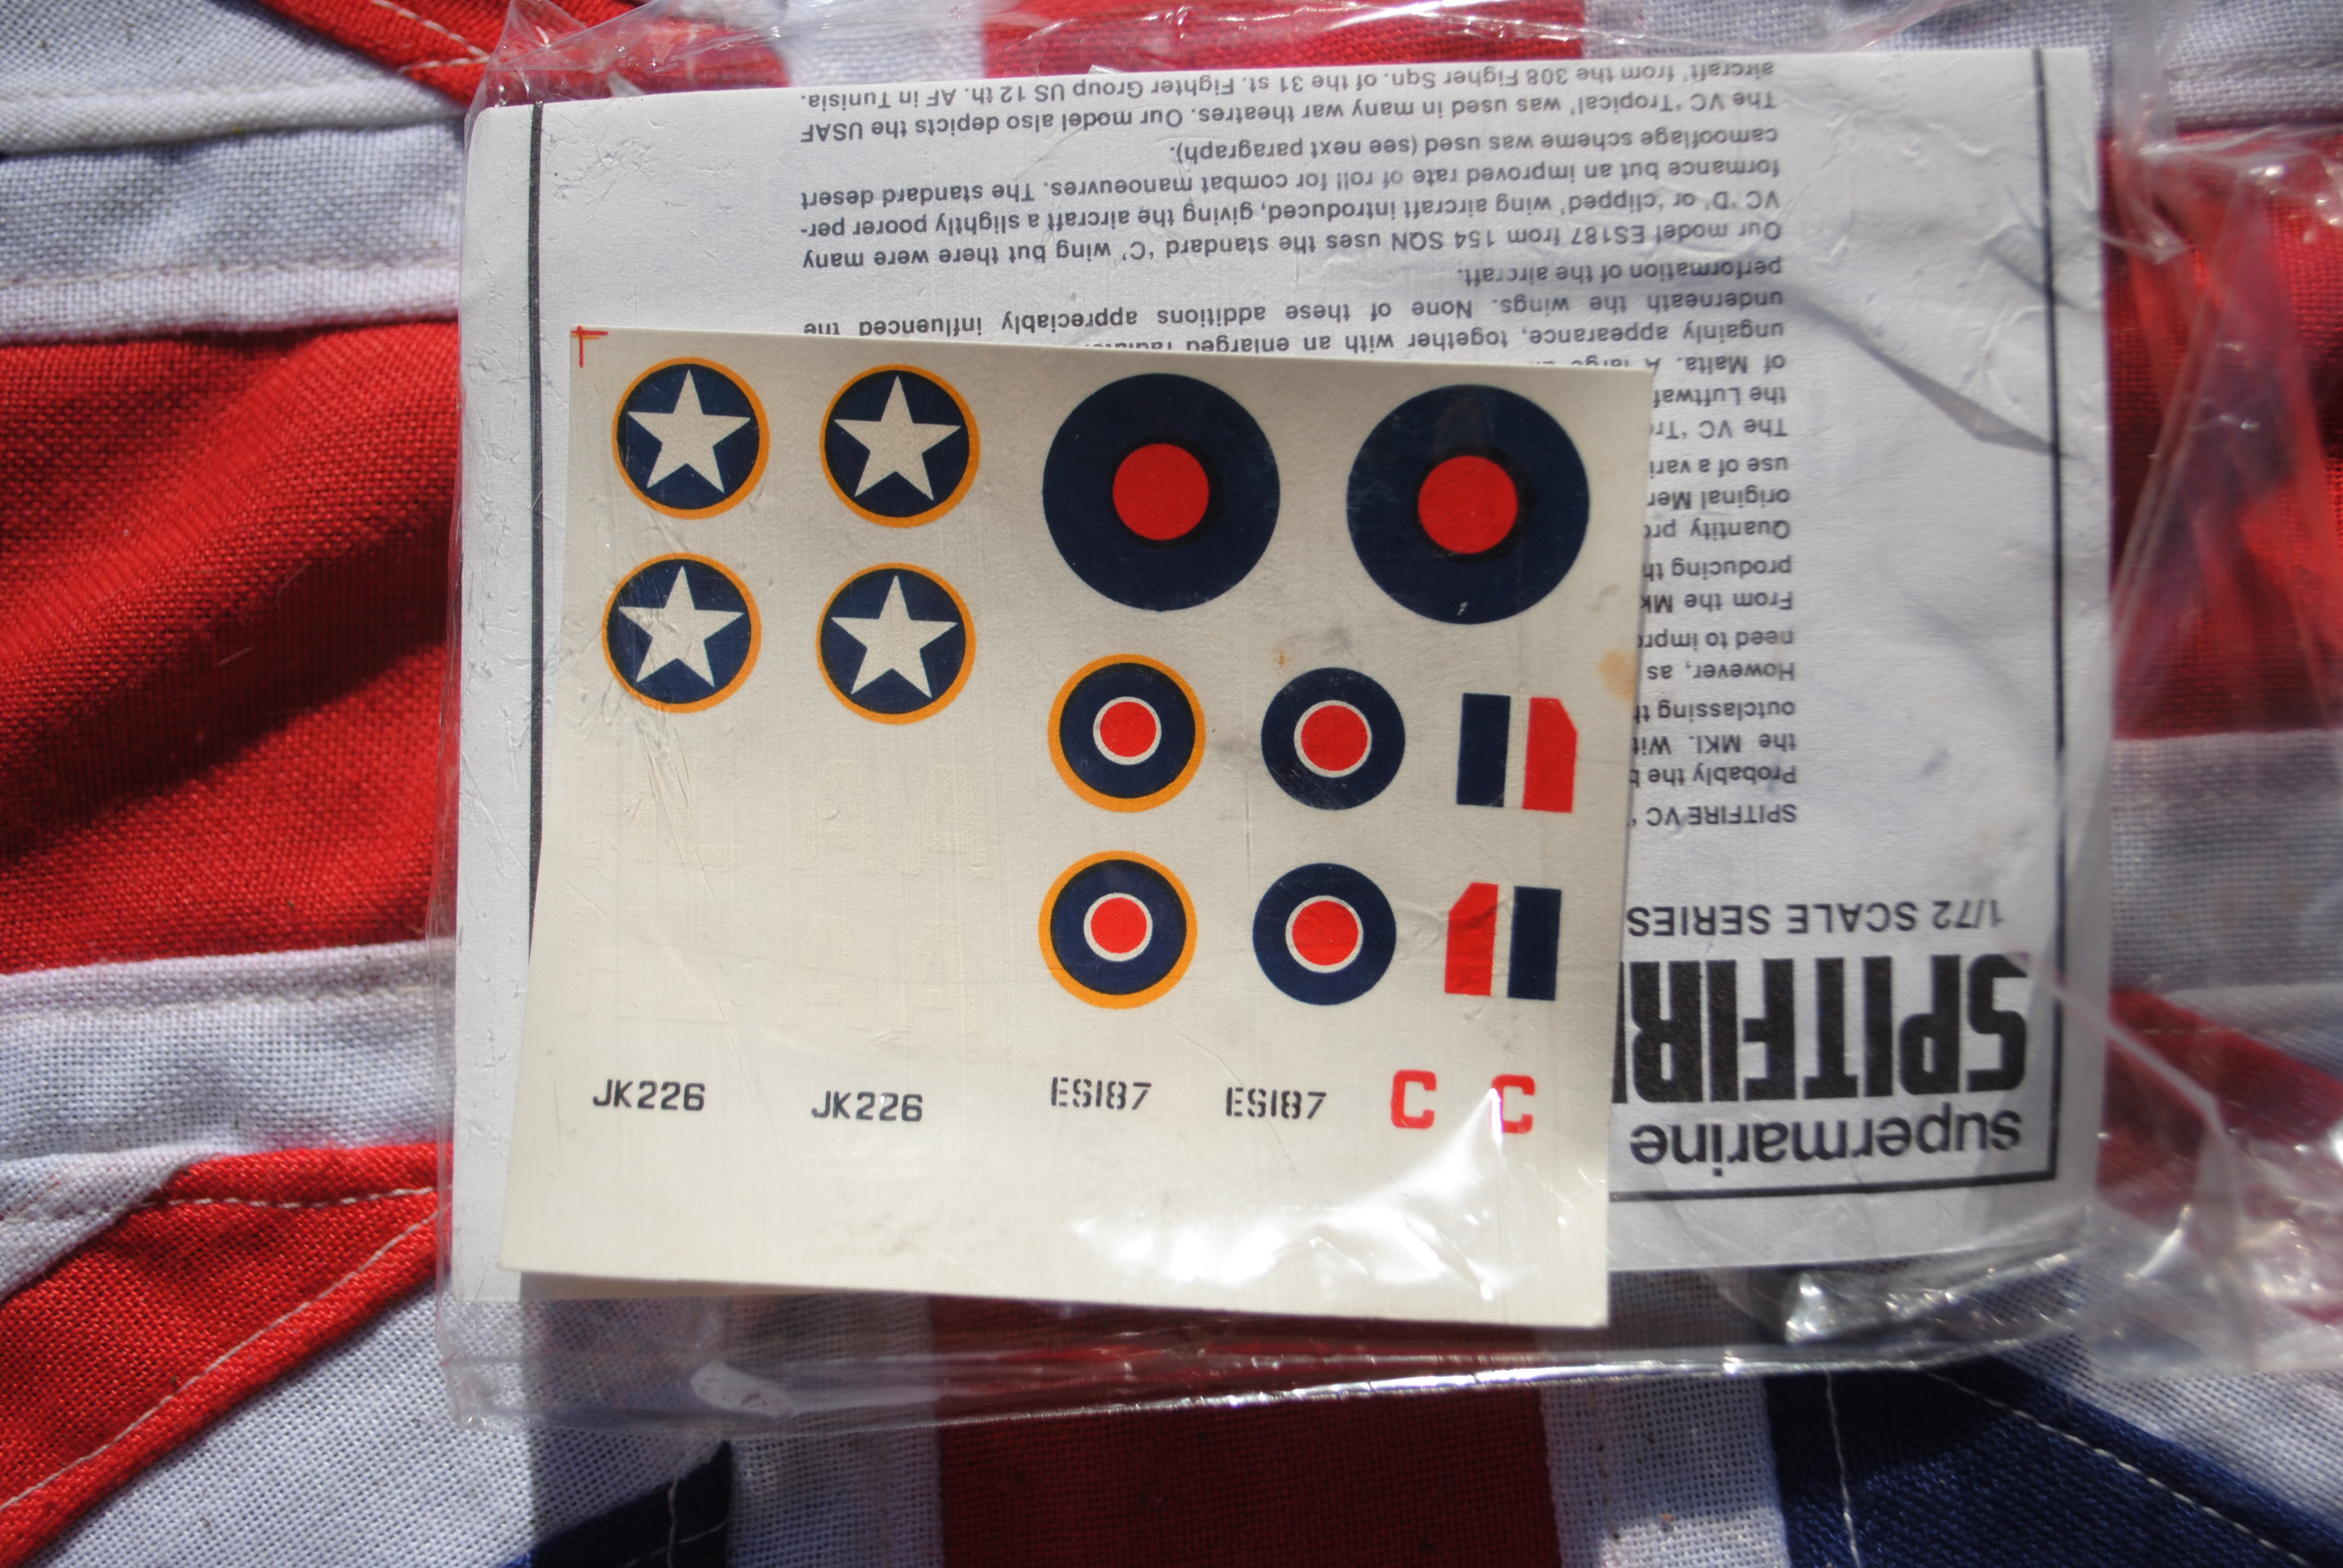 supermarine
SPITFIR
1/72 SCALE SERIES
SPITFIRE VC '
Probably the
the MKI. Wit
outclassing th
However, as
need to impro
From the MK
producing th
Quantity pro
original Mer
use of a vari
The VC 'Tr
the Luftwaf
of Malta. A large
ungainly appearance, together with an enlarged
underneath the wings. None of these additions appreciably influenced the
performation of the aircraft.
Our model ES187 from 154 SQN uses the standard 'C' wing but there were many
VC 'D' or 'clipped' wing aircraft introduced, giving the aircraft a slightly poorer per-
formance but an improved rate of roll for combat manoeuvres. The standard desert
camooflage scheme was used (see next paragraph).
The VC 'Tropical' was used in many war theatres. Our model also depicts the USAF
aircraft' from the 308 Figher Sqn. of the 31 st. Fighter Group US 12 th. AF in Tunisia.
JK226 JK226 ES187 ES187 C C